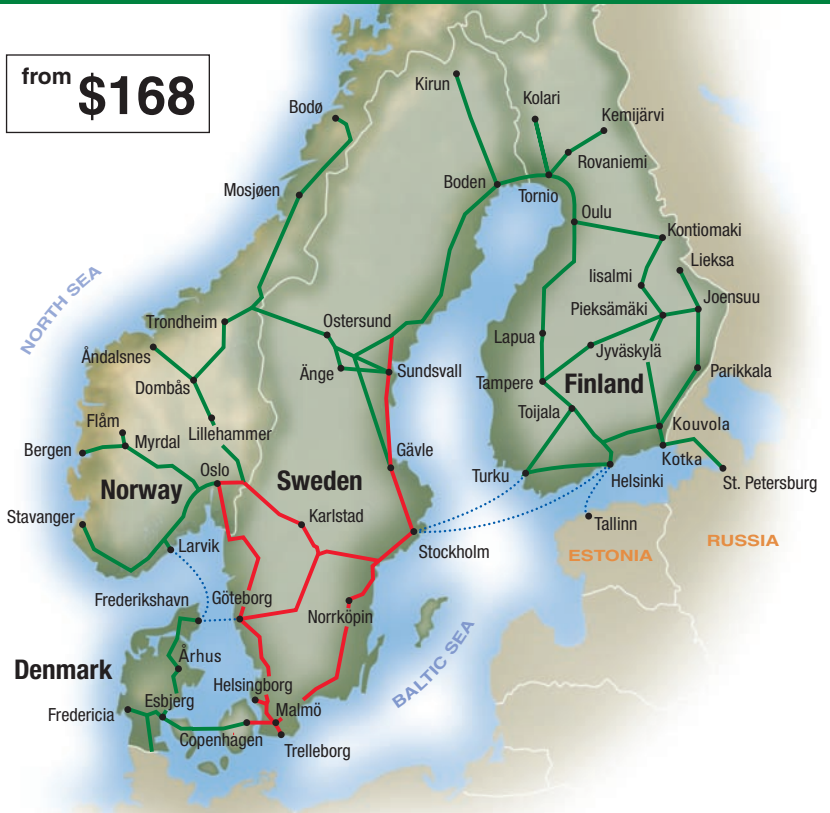 from $168
Kirun
Kolari
Bodø
Kemijärvi
Rovaniemi
Boden
Mosjøen
Tornio
Oulu
Kontiomaki
Lieksa
NORTH SEA
Iisalmi
Pieksämäki
Joensuu
Trondheim
Ostersund
Lapua
Jyväskylä
Åndalsnes
Änge
Sundsvall
Parikkala
Dombås
Tampere
Finland
Toijala
Flåm
Lillehammer
Kouvola
Bergen
Myrdal
Gävle
Kotka
Oslo
Sweden
Turku
Helsinki
St. Petersburg
Norway
Stavanger
Karlstad
Tallinn
Larvik
Stockholm
ESTONIA
RUSSIA
Frederikshavn
Göteborg
Norrköpin
Århus
BALTIC SEA
Denmark
Helsingborg
Esbjerg
Fredericia
Malmö
Copenhagen
Trelleborg